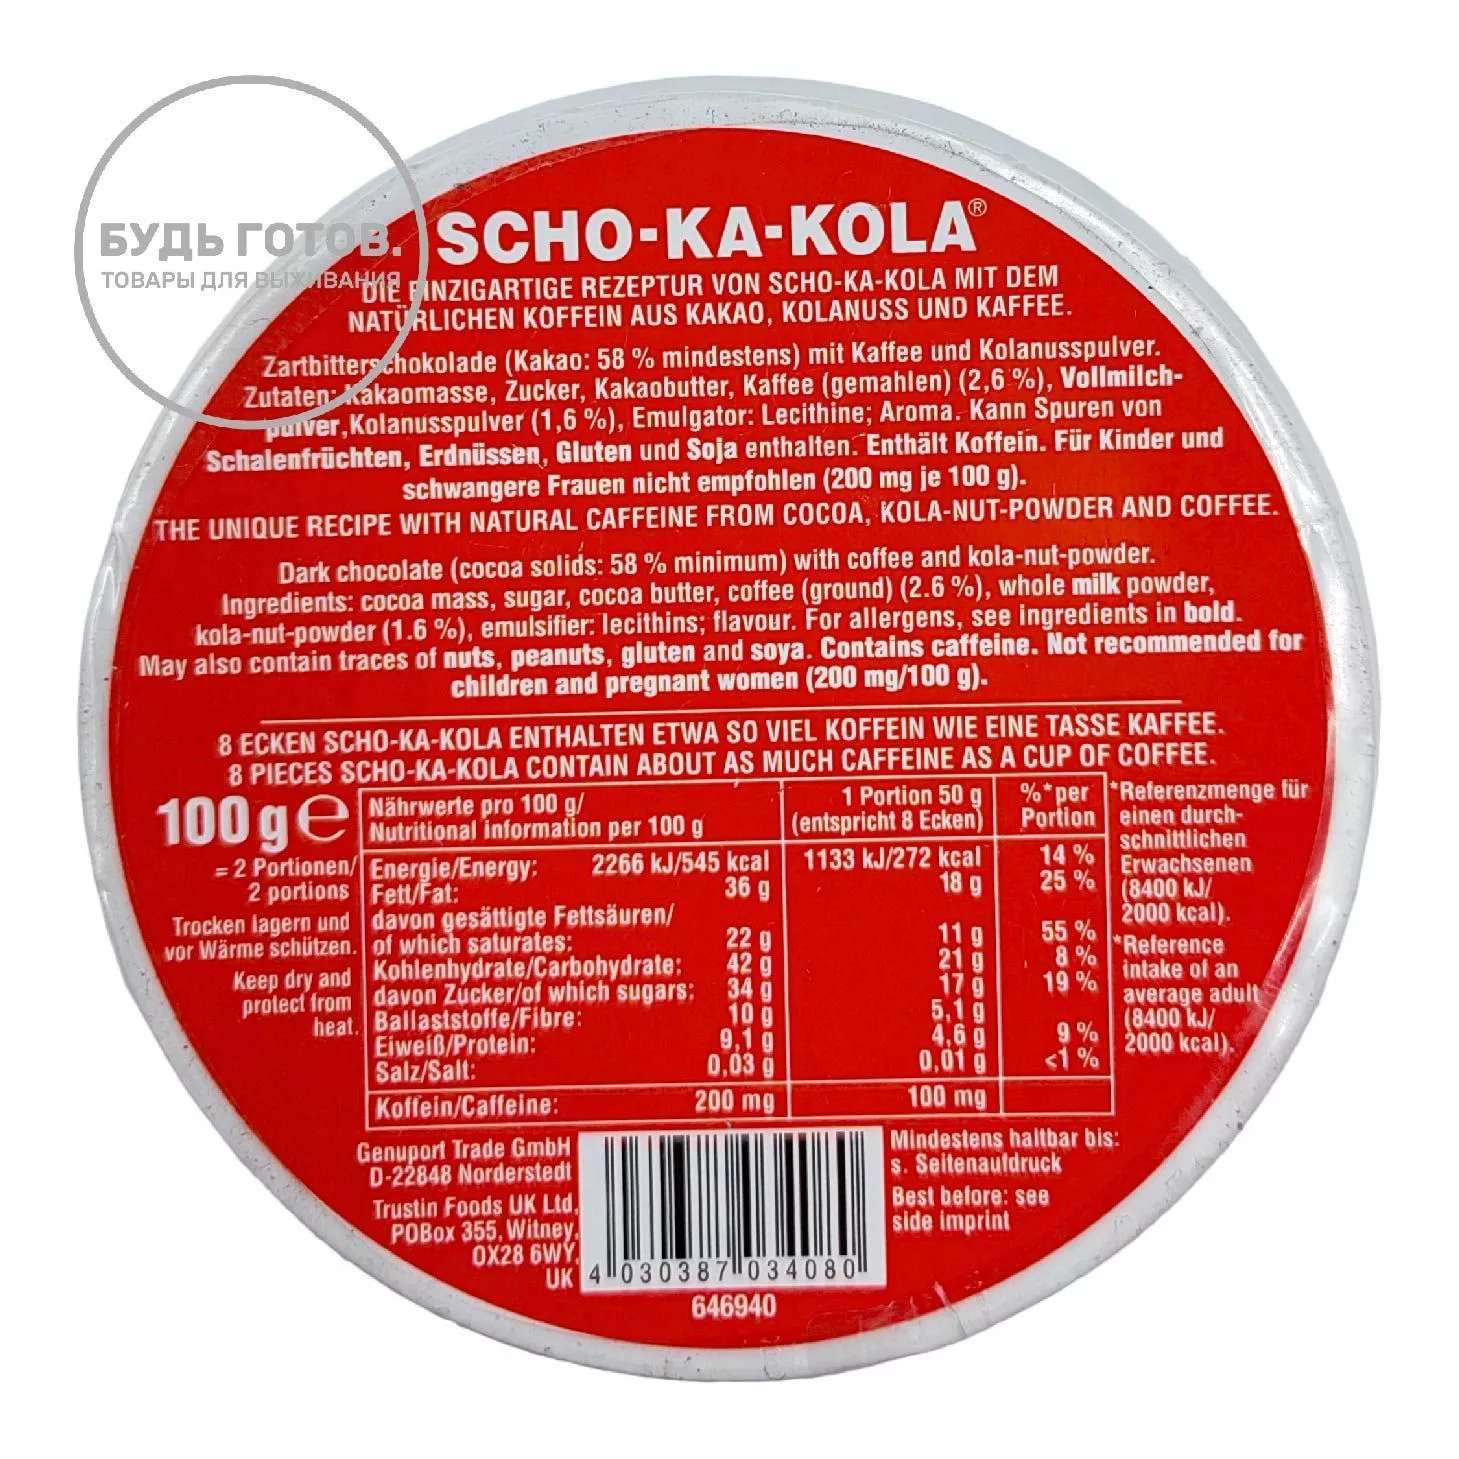 БУДЬ ГОТОВ.
ТОВАРЫ ДЛЯ ВЫЖИВАНИЯ
SCHO-KA-KOLA®
DIE EINZIGARTIGE REZEPTUR VON SCHO-KA-KOLA MIT DEM
NATÜRLICHEN KOFFEIN AUS KAKAO, KOLANUSS UND KAFFEE.
Zartbitterschokolade (Kakao: 58 % mindestens) mit Kaffee und Kolanusspulver.
Zutaten: Kakaomasse, Zucker, Kakaobutter, Kaffee (gemahlen) (2,6 %), Vollmilch-
pulver, Kolanusspulver (1,6 %), Emulgator: Lecithine; Aroma. Kann Spuren von
Schalenfrüchten, Erdnüssen, Gluten und Soja enthalten. Enthält Koffein. Für Kinder und
schwangere Frauen nicht empfohlen (200 mg je 100 g).
THE UNIQUE RECIPE WITH NATURAL CAFFEINE FROM COCOA, KOLA-NUT-POWDER AND COFFEE.
Dark chocolate (cocoa solids: 58 % minimum) with coffee and kola-nut-powder.
Ingredients: cocoa mass, sugar, cocoa butter, coffee (ground) (2.6 %), whole milk powder,
kola-nut-powder (1.6 %), emulsifier: lecithins; flavour. For allergens, see ingredients in bold.
May also contain traces of nuts, peanuts, gluten and soya. Contains caffeine. Not recommended for
children and pregnant women (200 mg/100 g).
8 ECKEN SCHO-KA-KOLA ENTHALTEN ETWA SO VIEL KOFFEIN WIE EINE TASSE KAFFEE.
8 PIECES SCHO-KA-KOLA CONTAIN ABOUT AS MUCH CAFFEINE AS A CUP OF COFFEE.
100 g e
= 2 Portionen/
2 portions
Trocken lagern und
vor Wärme schützen.
Keep dry and
protect from
heat.
Nährwerte pro 100 g/ 1 Portion 50 g %* per
Nutritional information per 100 g (entspricht 8 Ecken) Portion
Energie/Energy: 2266 kJ/545 kcal 1133 kJ/272 kcal 14 %
Fett/Fat: 36 g 18 g 25 %
davon gesättigte Fettsäuren/
of which saturates: 22 g 11 g 55 %
Kohlenhydrate/Carbohydrate: 42 g 21 g 8 %
davon Zucker/of which sugars: 34 g 17 g 19 %
Ballaststoffe/Fibre: 10 g 5,1 g
Eiweiß/Protein: 9,1 g 4,6 g 9 %
Salz/Salt: 0,03 g 0,01 g <1 %
Koffein/Caffeine: 200 mg 100 mg
*Referenzmenge für
einen durch-
schnittlichen
Erwachsenen
(8400 kJ/
2000 kcal).
*Reference
intake of an
average adult
(8400 kJ/
2000 kcal).
Genuport Trade GmbH
D-22848 Norderstedt
Trustin Foods UK Ltd,
POBox 355, Witney,
OX28 6WY,
UK
4 030387 034080
646940
Mindestens haltbar bis:
s. Seitenaufdruck
Best before: see
side imprint